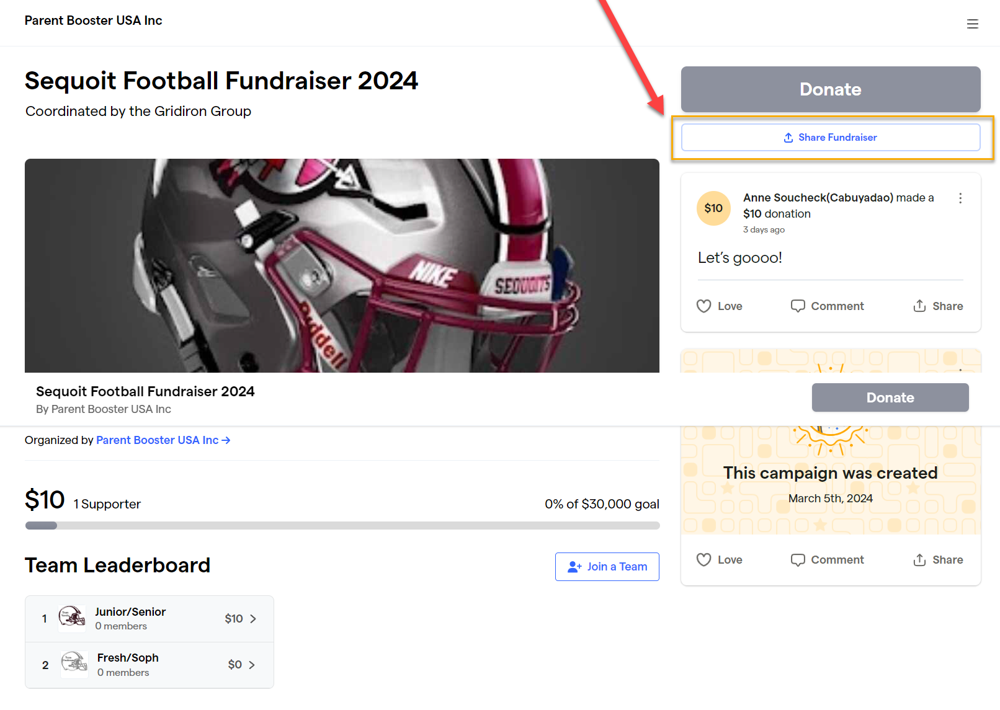 Parent Booster USA Inc
Sequoit Football Fundraiser 2024
Coordinated by the Gridiron Group
NIKE
SEQUOITS
Riddell
Sequoit Football Fundraiser 2024
By Parent Booster USA Inc
Donate
Organized by Parent Booster USA Inc →
$10 1 Supporter
0% of $30,000 goal
Team Leaderboard
Join a Team
1 Junior/Senior $10
0 members
2 Fresh/Soph $0
0 members
Donate
Share Fundraiser
$10
Anne Soucheck(Cabuyadao) made a
$10 donation
3 days ago
Let's goooo!
Love Comment Share
This campaign was created
March 5th, 2024
Love Comment Share